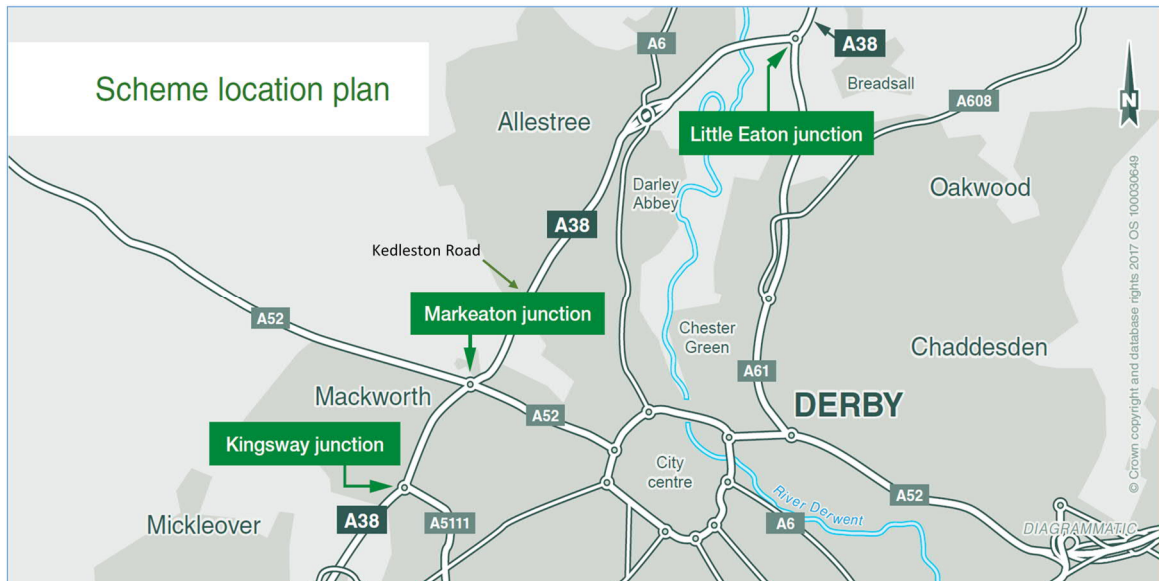 Scheme location plan
A6
A38
Breadsall
A608
N
Allestree
Little Eaton junction
Darley
Abbey
Oakwood
A38
Kedleston Road
A52
Markeaton junction
Chester
Green
Chaddesden
A61
Mackworth
A52
DERBY
Kingsway junction
City
centre
A52
Mickleover
A38
A5111
River Derwent
A6
DIAGRAMMATIC
© Crown copyright and database rights 2017 OS 100030649